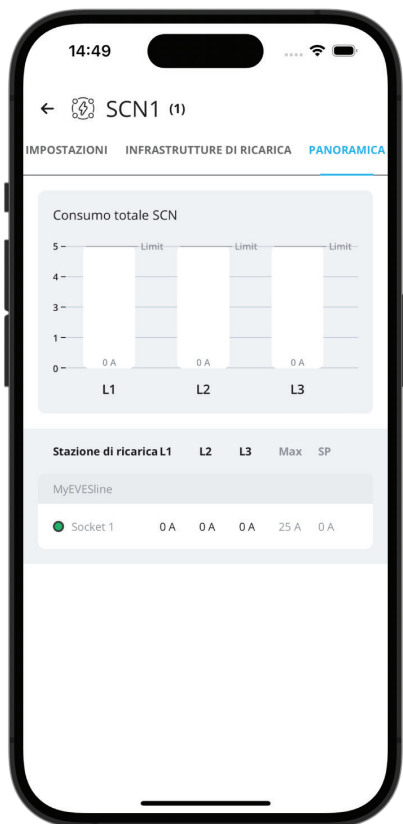 14:49
SCN1 (1)
IMPOSTAZIONI INFRASTRUTTURE DI RICARICA PANORAMICA
Consumo totale SCN
5 Limit Limit Limit
4
3
1
0 0 A 0 A 0 A
L1 L2 L3
Stazione di ricarica L1 L2 L3 Max SP
MyEVESline
Socket 1 0 A 0 A 0 A 25 A 0 A